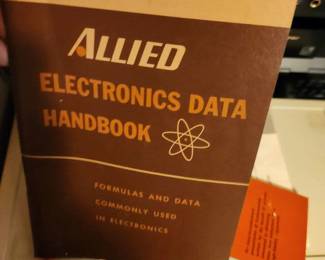 ALLIED
ELECTRONICS DATA
HANDBOOK
FORMULAS AND DATA
COMMONLY USED
IN ELECTRONICS